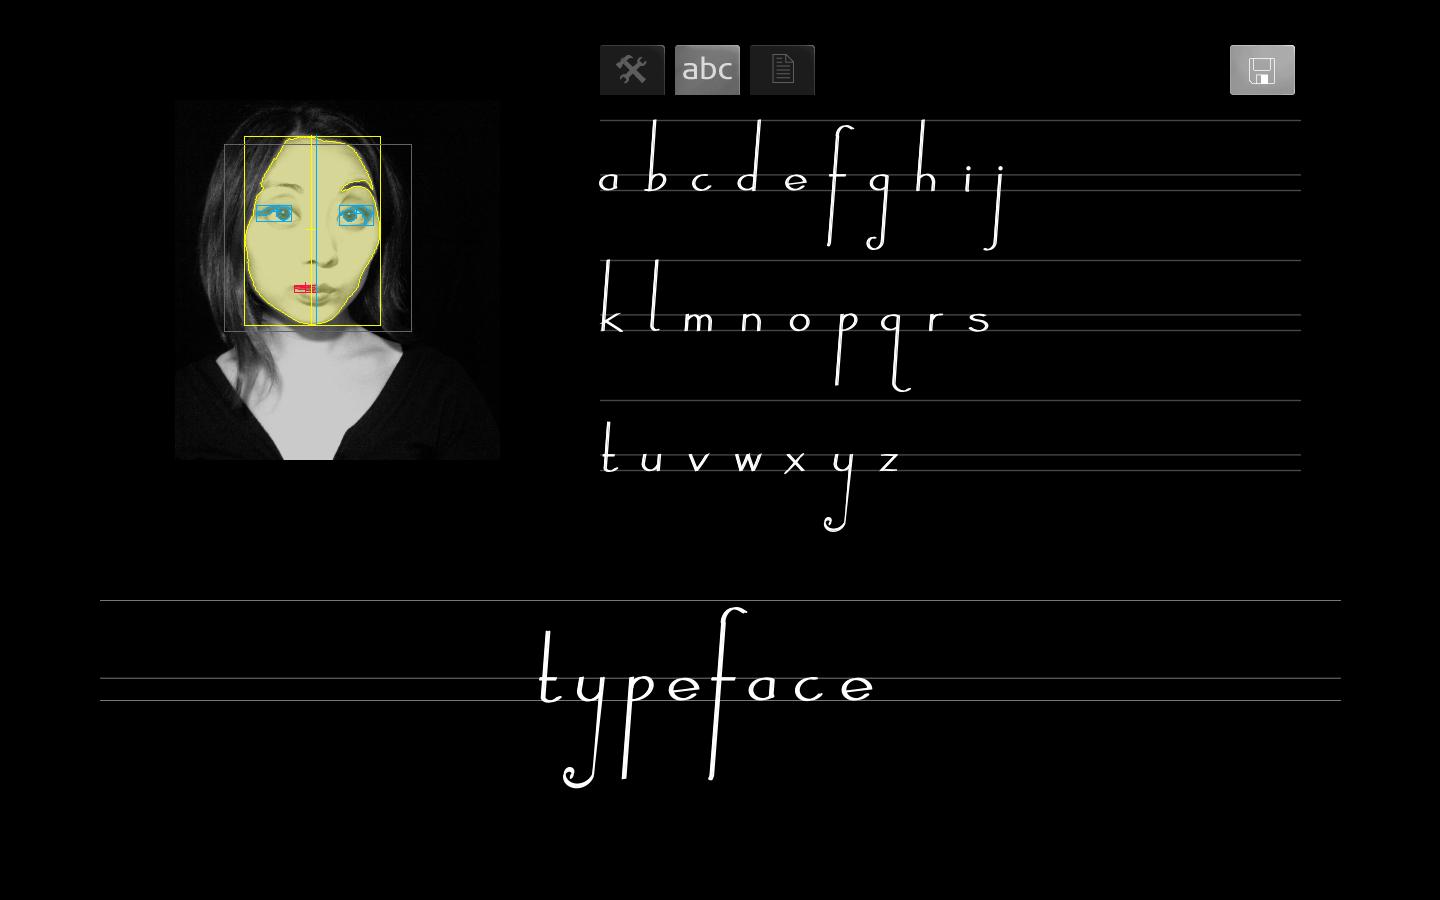 abc
a b c d e f g h i j
k l m n o p q r s
t u v w x y z
typeface